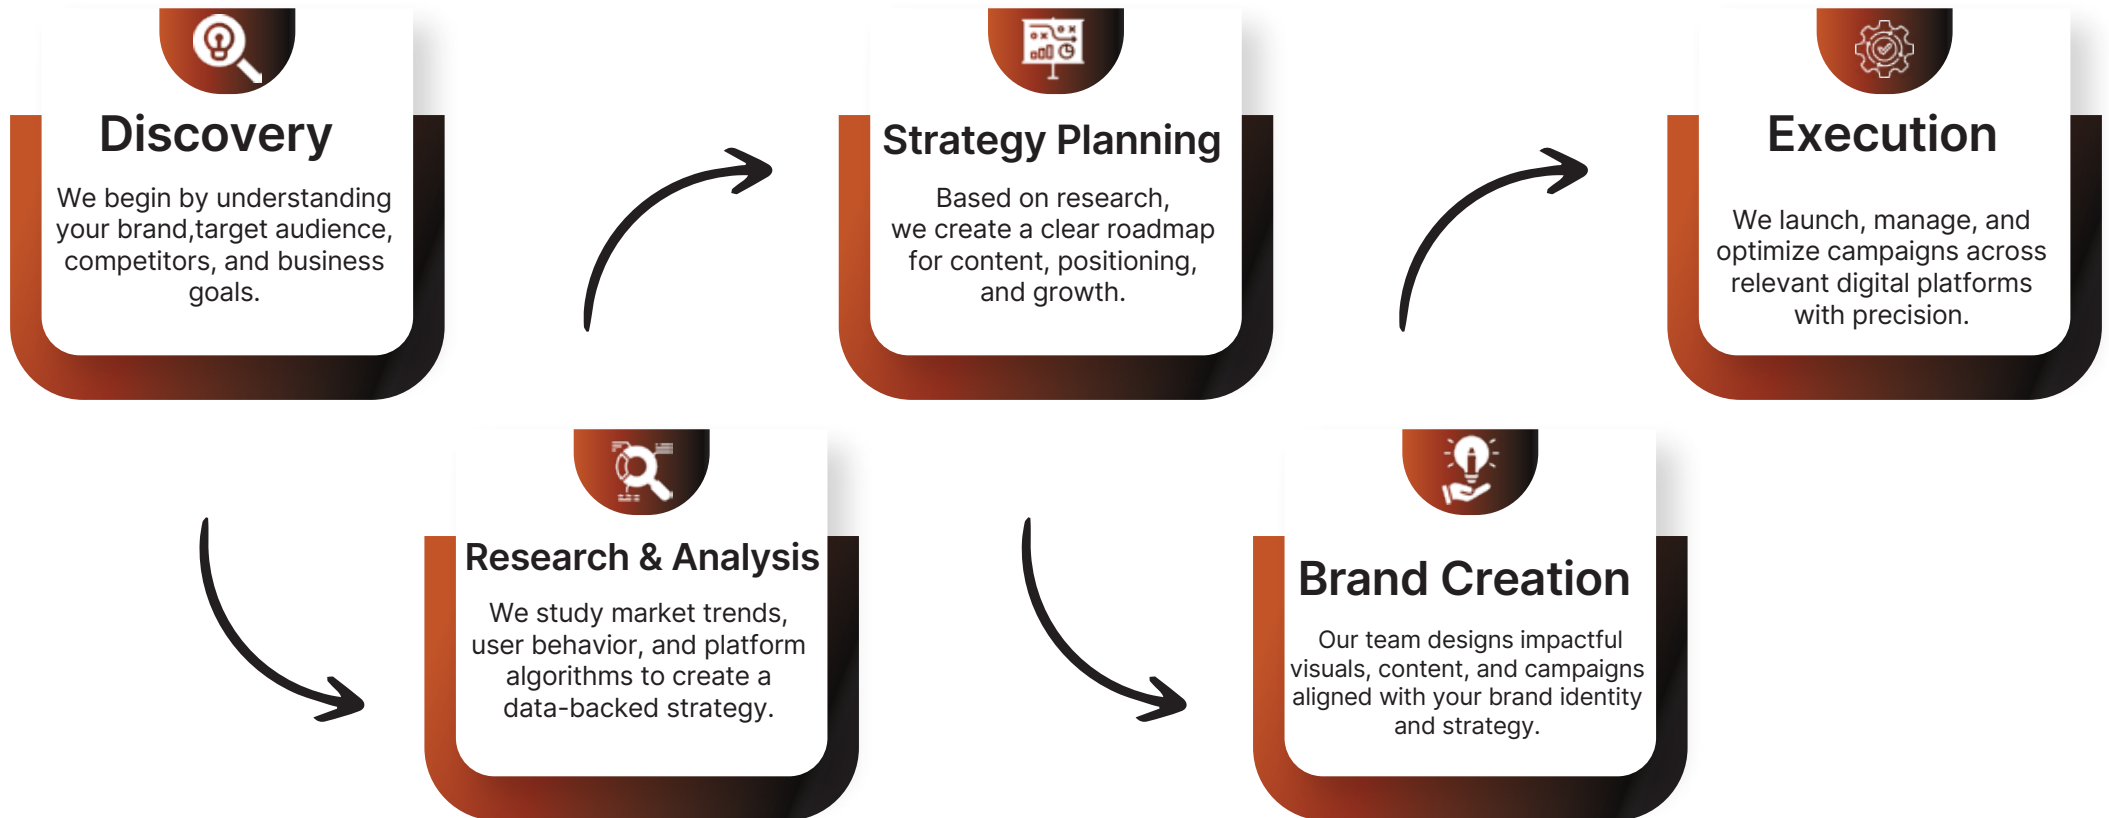 Discovery
We begin by understanding
your brand,target audience,
competitors, and business
goals.
Research & Analysis
We study market trends,
user behavior, and platform
algorithms to create a
data-backed strategy.
Strategy Planning
Based on research,
we create a clear roadmap
for content, positioning,
and growth.
Brand Creation
Our team designs impactful
visuals, content, and campaigns
aligned with your brand identity
and strategy.
Execution
We launch, manage, and
optimize campaigns across
relevant digital platforms
with precision.